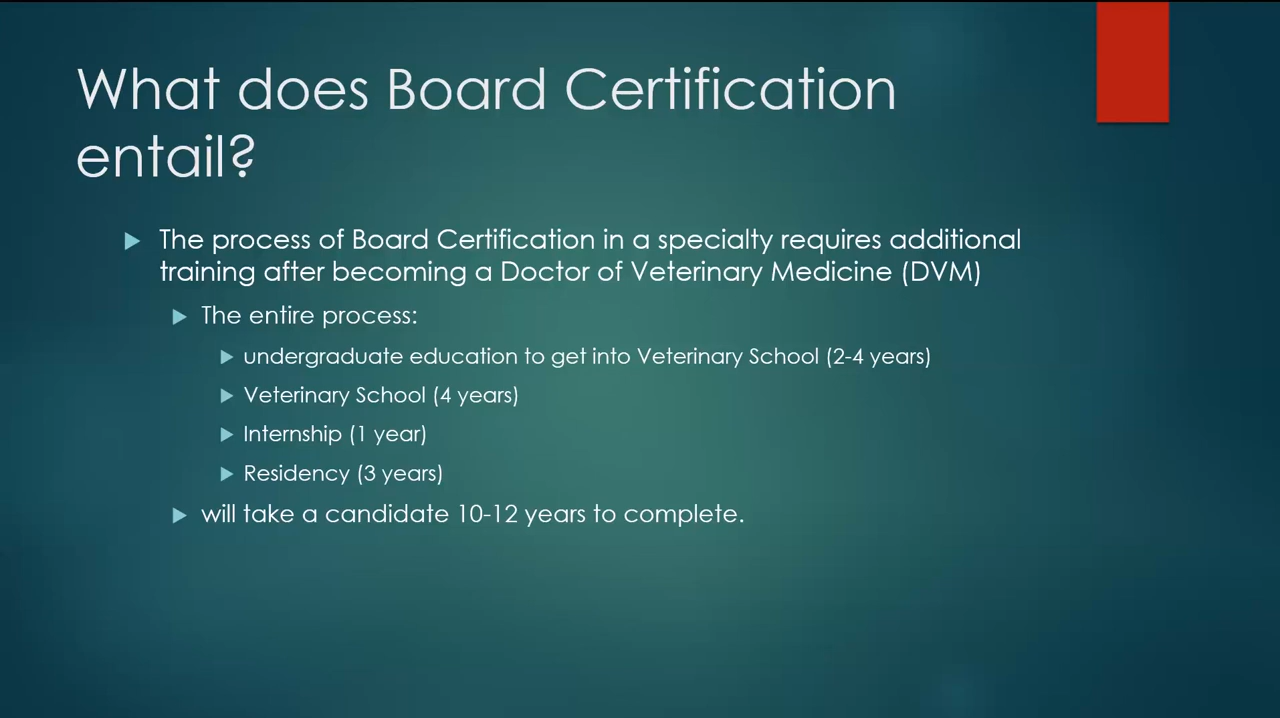 What does Board Certification
entail?
The process of Board Certification in a specialty requires additional
training after becoming a Doctor of Veterinary Medicine (DVM)
The entire process:
undergraduate education to get into Veterinary School (2-4 years)
Veterinary School (4 years)
Internship (1 year)
Residency (3 years)
will take a candidate 10-12 years to complete.